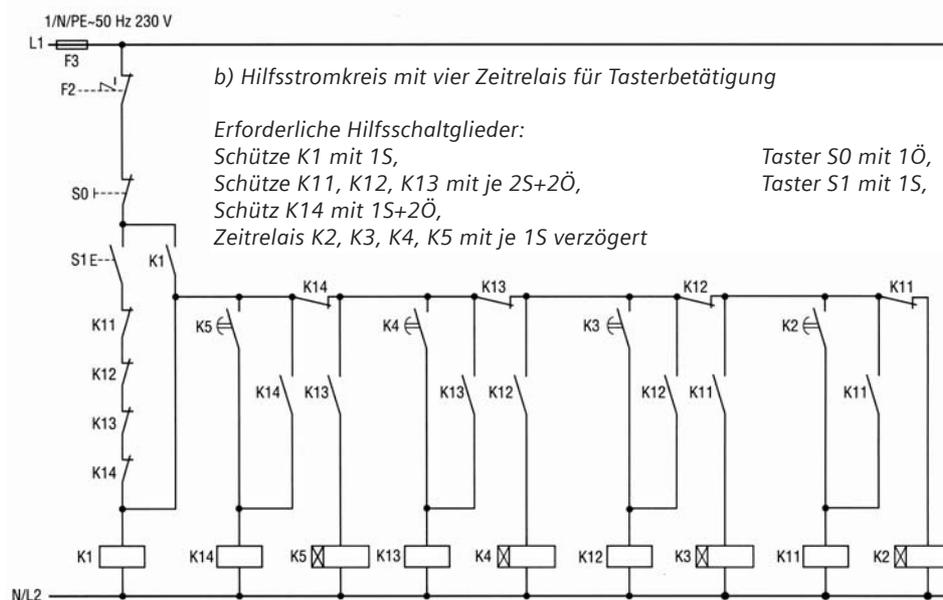 1/N/PE~50 Hz 230 V
L1
F3
F2
b) Hilfsstromkreis mit vier Zeitrelais für Tasterbetätigung
Erforderliche Hilfsschaltglieder:
Schütze K1 mit 1S, Taster S0 mit 1Ö,
Schütze K11, K12, K13 mit je 2S+2Ö, Taster S1 mit 1S,
Schütz K14 mit 1S+2Ö,
Zeitrelais K2, K3, K4, K5 mit je 1S verzögert
S0
S1 E K1 K14 K13 K12 K11
K11 K5 K4 K3 K2
K12 K14 K13 K13 K12 K12 K11 K11
K13
K14
K1 K14 K5 K13 K4 K12 K3 K11 K2
N/L2